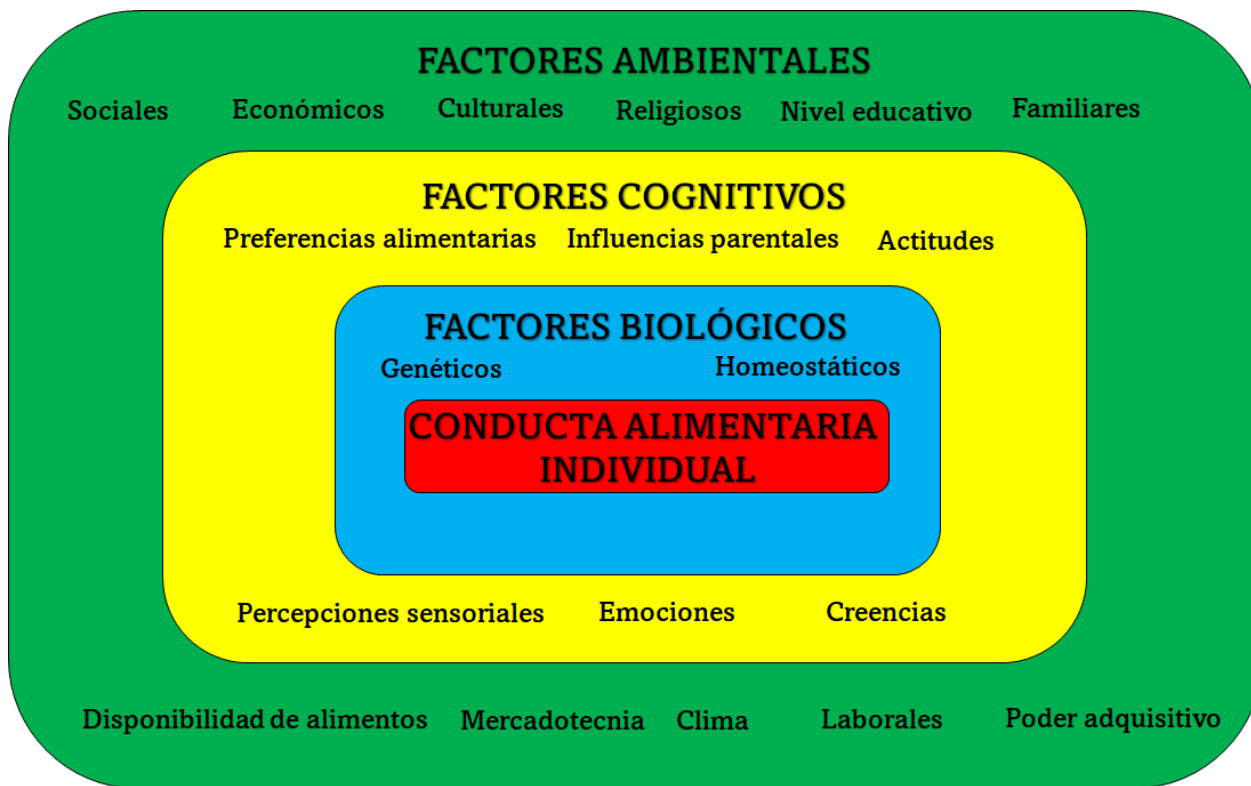 FACTORES AMBIENTALES
Sociales Económicos Culturales Religiosos Nivel educativo Familiares
FACTORES COGNITIVOS
Preferencias alimentarias Influencias parentales Actitudes
FACTORES BIOLÓGICOS
Genéticos Homeostáticos
CONDUCTA ALIMENTARIA
INDIVIDUAL
Percepciones sensoriales Emociones Creencias
Disponibilidad de alimentos Mercadotecnia Clima Laborales Poder adquisitivo